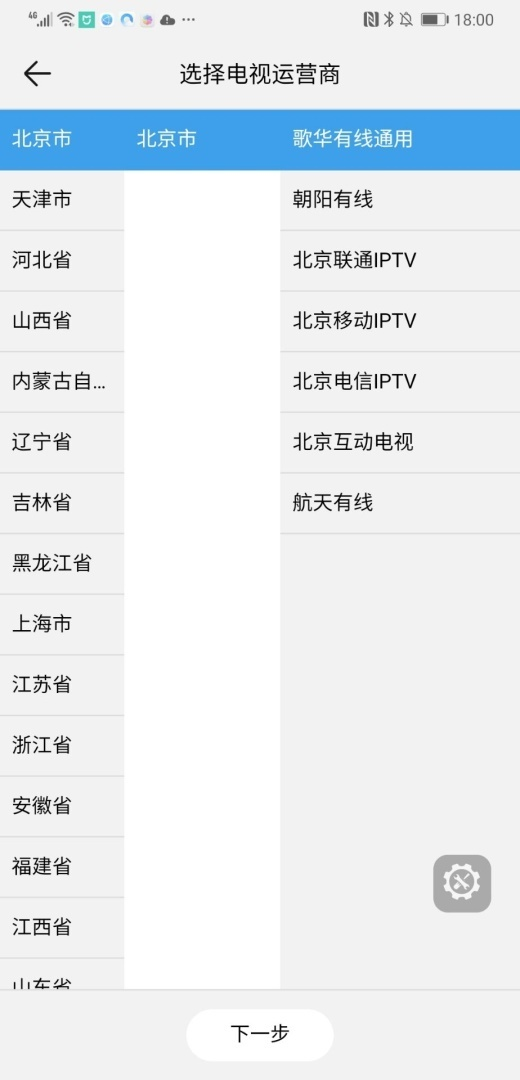 4G 18:00
选择电视运营商
北京市 北京市 歌华有线通用
天津市 朝阳有线
河北省 北京联通IPTV
山西省 北京移动IPTV
内蒙古自... 北京电信IPTV
辽宁省 北京互动电视
吉林省 航天有线
黑龙江省
上海市
江苏省
浙江省
安徽省
福建省
江西省
山东省
下一步